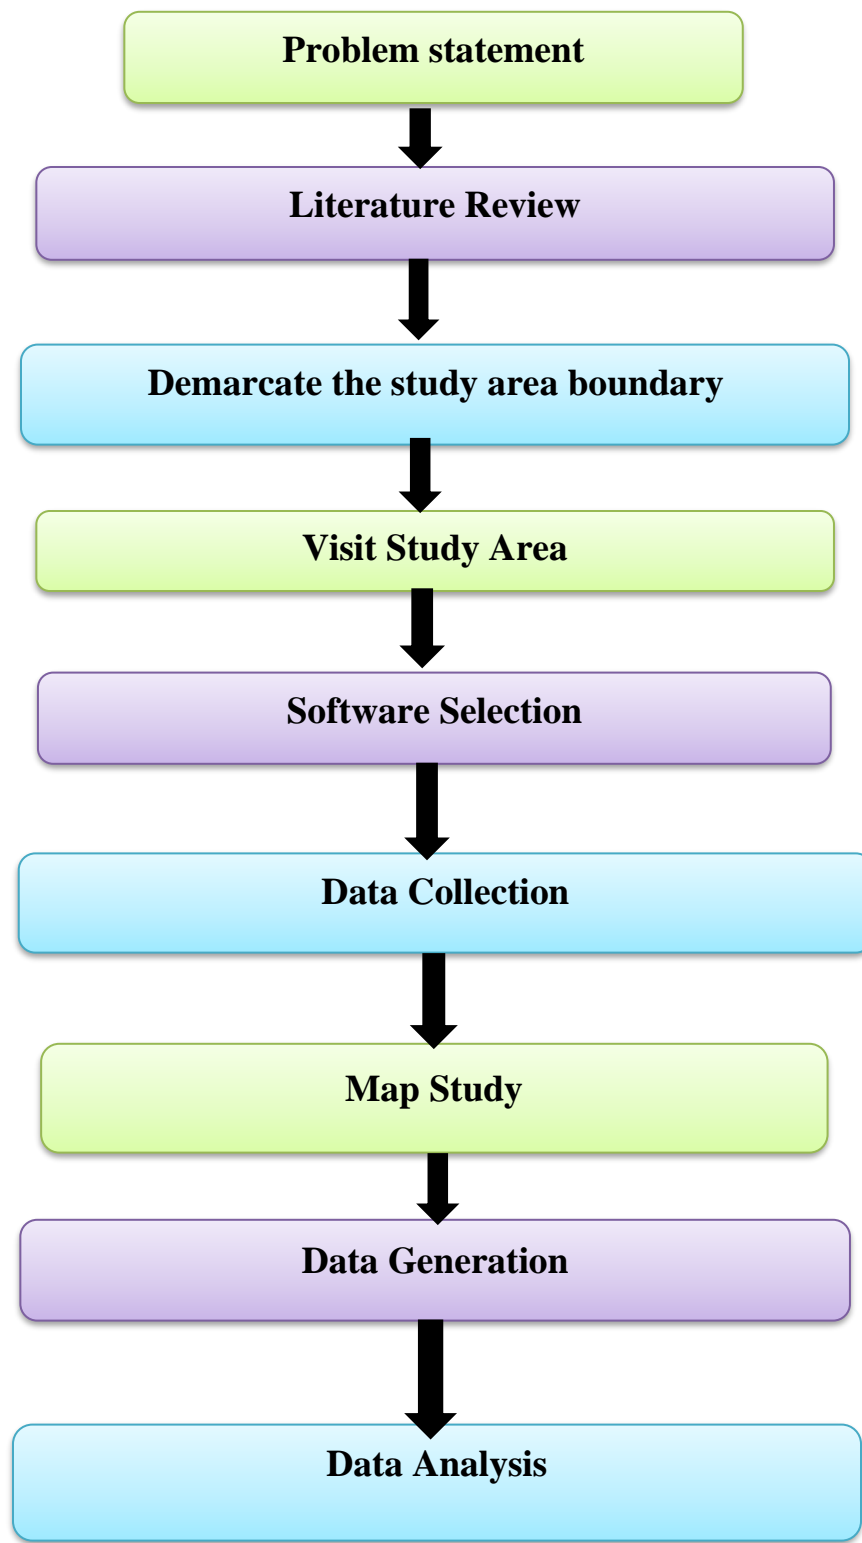 Problem statement
Literature Review
Demarcate the study area boundary
Visit Study Area
Software Selection
Data Collection
Map Study
Data Generation
Data Analysis